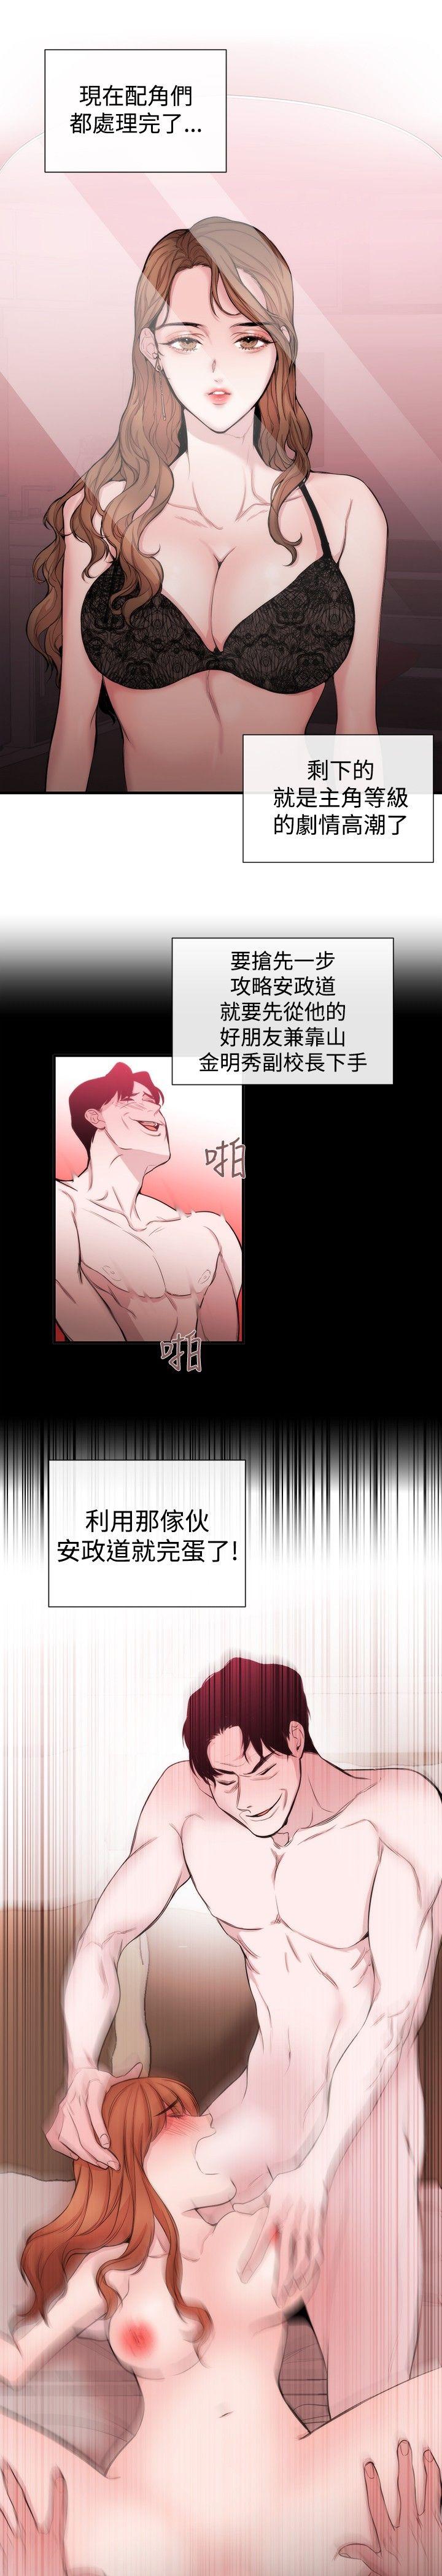 現在配角們
都處理完了...
剩下的
就是主角等級
的劇情高潮了
要搶先一步
攻略安政道
就要先從他的
好朋友兼靠山
金明秀副校長下手
啪
啪
利用那傢伙
安政道就完蛋了!